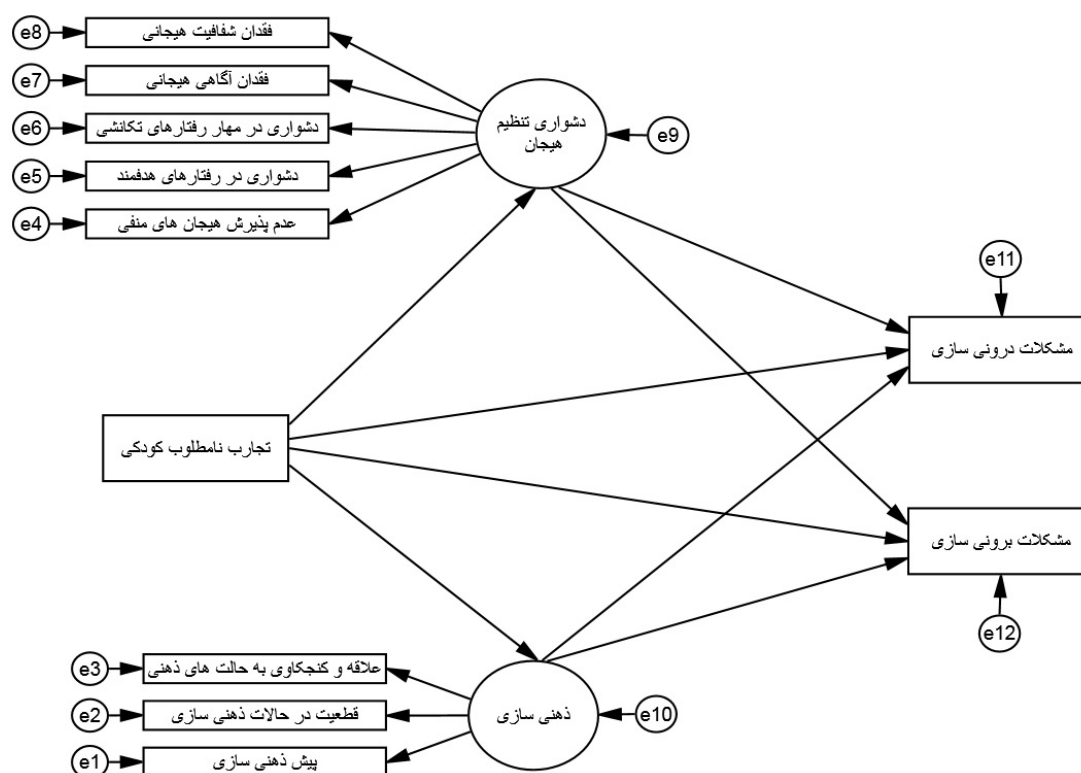 e8
فقدان شفافیت هیجانی
e7
فقدان آگاهی هیجانی
e6
دشواری در مهار رفتارهای تکانشی
e5
دشواری در رفتارهای هدفمند
e4
عدم پذیرش هیجان های منفی
دشواری تنظیم
هیجان
e9
e11
مشکلات درونی سازی
تجارب نامطلوب کودکی
مشکلات برونی سازی
e12
e3
علاقه و کنجکاوی به حالت های ذهنی
e2
قطعیت در حالات ذهنی سازی
e1
پیش ذهنی سازی
ذهنی سازی
e10